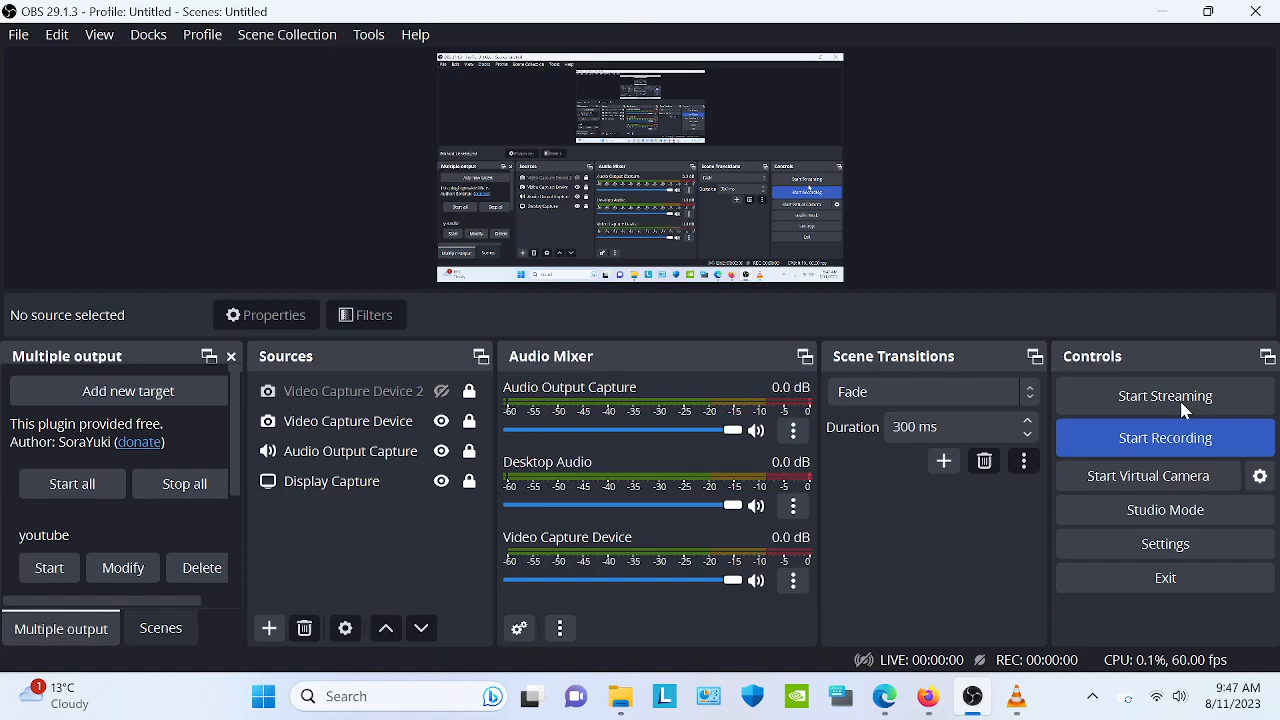 OBS 29.1.3 - Profile: Untitled - Scenes: Untitled
File Edit View Docks Profile Scene Collection Tools Help
No source selected
Properties
Filters
Multiple output
Add new target
This plugin provided free.
Author: SoraYuki (donate)
Start all Stop all
youtube
Start Modify Delete
Multiple output Scenes
Sources
Video Capture Device 2
Video Capture Device
Audio Output Capture
Display Capture
Audio Mixer
Audio Output Capture 0.0 dB
-60 -55 -50 -45 -40 -35 -30 -25 -20 -15 -10 -5 0
Desktop Audio 0.0 dB
-60 -55 -50 -45 -40 -35 -30 -25 -20 -15 -10 -5 0
Video Capture Device 0.0 dB
-60 -55 -50 -45 -40 -35 -30 -25 -20 -15 -10 -5 0
Scene Transitions
Fade
Duration 300 ms
Controls
Start Streaming
Start Recording
Start Virtual Camera
Studio Mode
Settings
Exit
LIVE: 00:00:00 REC: 00:00:00 CPU: 0.1%, 60.00 fps
1
13°C
Cloudy
Search
L
9:47 AM
8/11/2023